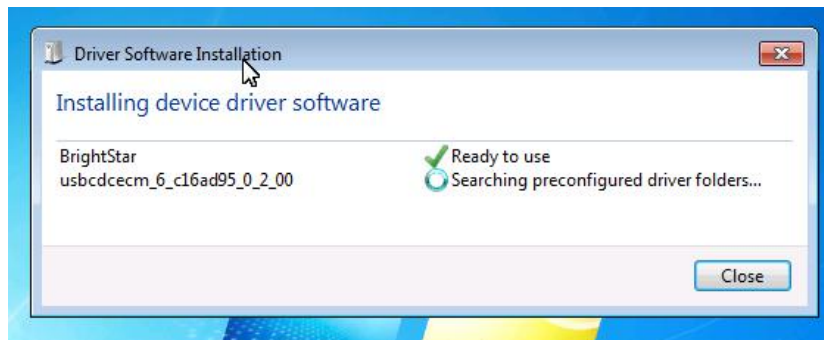 Driver Software Installation
Installing device driver software
BrightStar Ready to use
usbcdcecm_6_c16ad95_0_2_00 Searching preconfigured driver folders...
Close